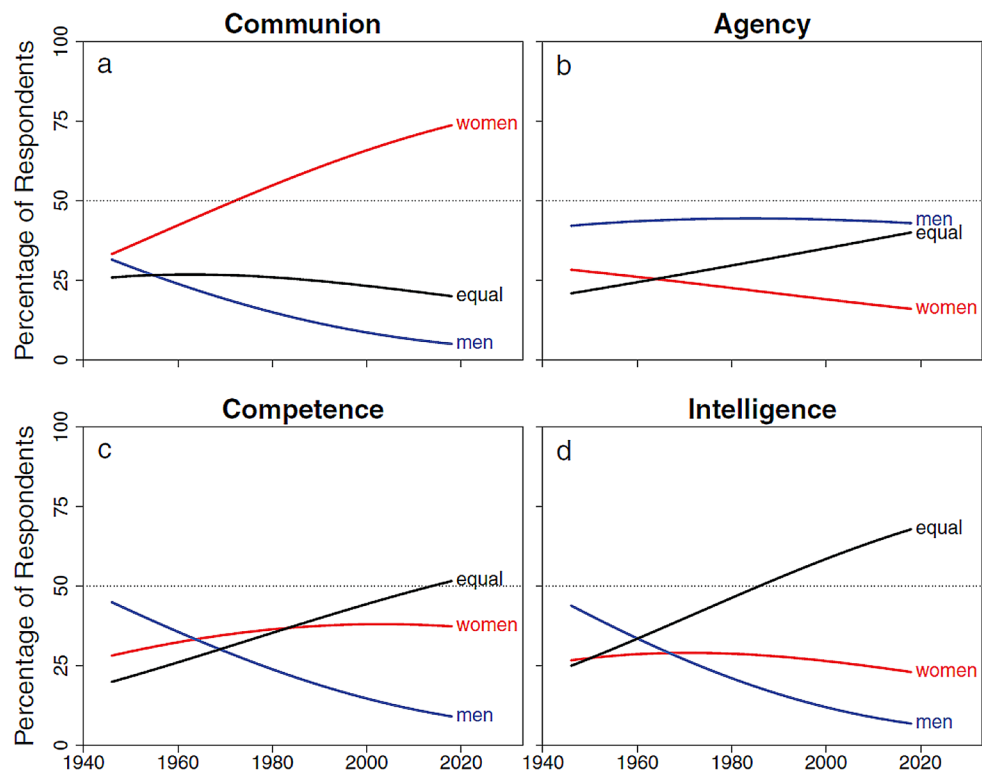 Communion
Agency
Percentage of Respondents
100
75
50
25
0
a
women
equal
men
b
men
equal
women
Competence
Intelligence
Percentage of Respondents
100
75
50
25
0
c
equal
women
men
d
equal
women
men
1940 1960 1980 2000 2020
1940 1960 1980 2000 2020